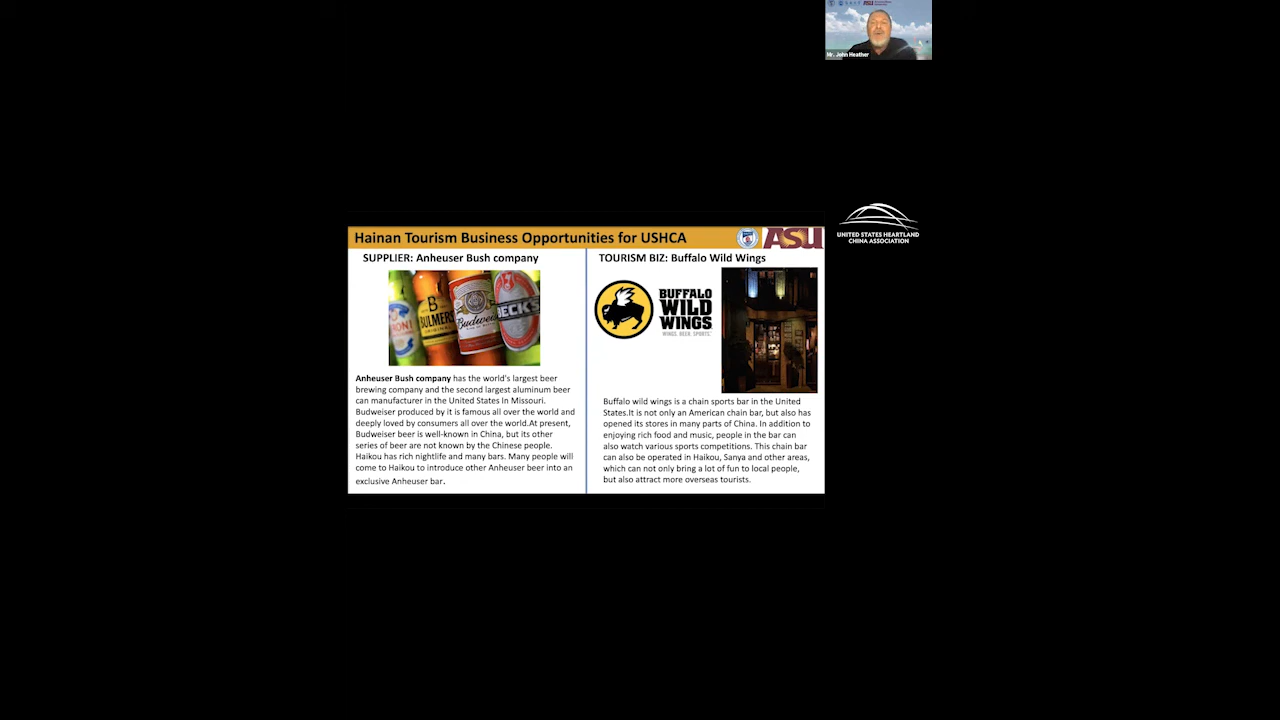 ASU
Mr. John Heather
UNITED STATES HEARTLAND
CHINA ASSOCIATION
Hainan Tourism Business Opportunities for USHCA
ASU
SUPPLIER: Anheuser Bush company
BULMERS
Budweiser
BECK'S
Anheuser Bush company has the world's largest beer
brewing company and the second largest aluminum beer
can manufacturer in the United States In Missouri.
Budweiser produced by it is famous all over the world and
deeply loved by consumers all over the world.At present,
Budweiser beer is well-known in China, but its other
series of beer are not known by the Chinese people.
Haikou has rich nightlife and many bars. Many people will
come to Haikou to introduce other Anheuser beer into an
exclusive Anheuser bar.
TOURISM BIZ: Buffalo Wild Wings
BUFFALO
WILD
WINGS
WINGS. BEER. SPORTS.
Buffalo wild wings is a chain sports bar in the United
States.It is not only an American chain bar, but also has
opened its stores in many parts of China. In addition to
enjoying rich food and music, people in the bar can
also watch various sports competitions. This chain bar
can also be operated in Haikou, Sanya and other areas,
which can not only bring a lot of fun to local people,
but also attract more overseas tourists.